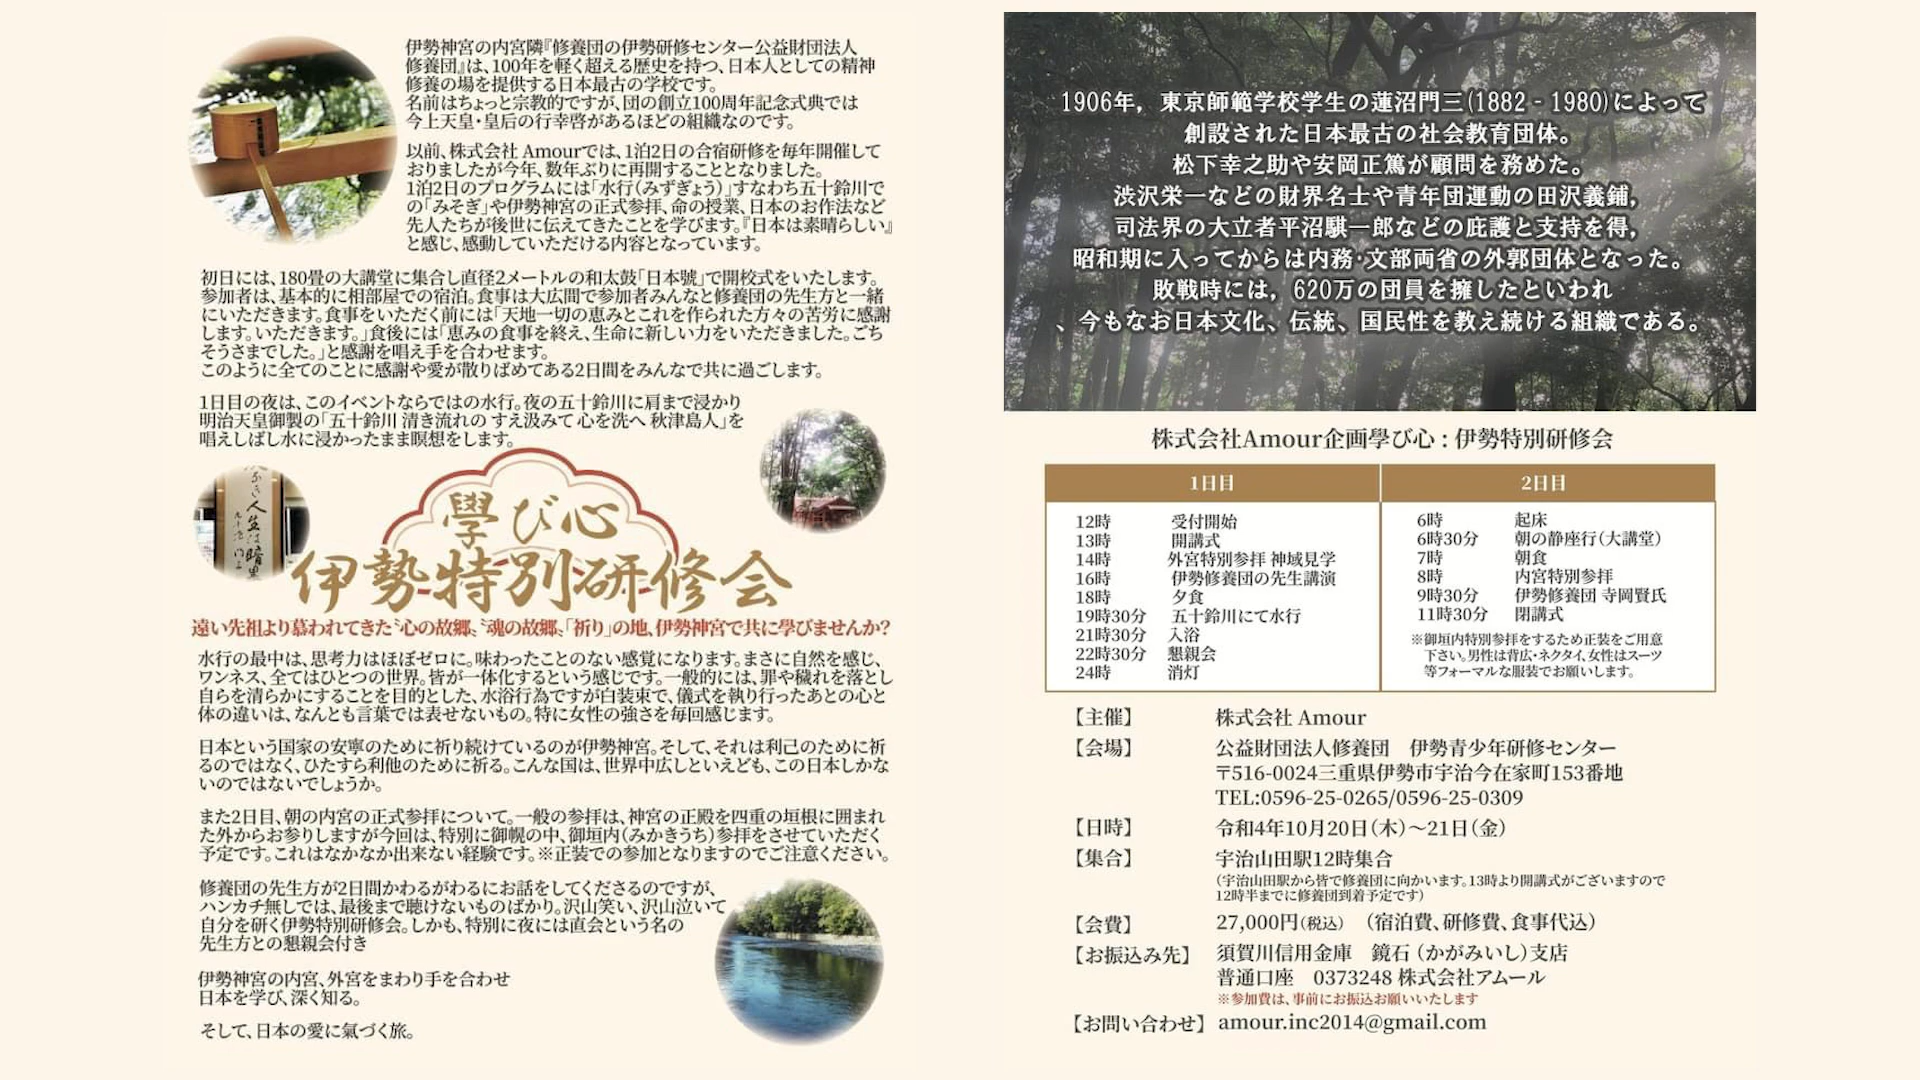 伊勢神宮の内宮隣『修養団の伊勢研修センター公益財団法人
修養団』は、100年を軽く超える歴史を持つ、日本人としての精神
修養の場を提供する日本最古の学校です。
名前はちょっと宗教的ですが、団の創立100周年記念式典では
今上天皇・皇后の行幸啓があるほどの組織なのです。
以前、株式会社 Amourでは、1泊2日の合宿研修を毎年開催して
おりましたが今年、数年ぶりに再開することとなりました。
1泊2日のプログラムには「水行(みずぎょう)」すなわち五十鈴川で
の「みそぎ」や伊勢神宮の正式参拝、命の授業、日本のお作法など
先人たちが後世に伝えてきたことを学びます。『日本は素晴らしい』
と感じ、感動していただける内容となっています。
初日には、180畳の大講堂に集合し直径2メートルの和太鼓「日本號」で開校式をいたします。
参加者は、基本的に相部屋での宿泊。食事は大広間で参加者みんなと修養団の先生方と一緒
にいただきます。食事をいただく前には「天地一切の恵みとこれを作られた方々の苦労に感謝
します。いただきます。」食後には「恵みの食事を終え、生命に新しい力をいただきました。ごち
そうさまでした。」と感謝を唱え手を合わせます。
このように全てのことに感謝や愛が散りばめてある2日間をみんなで共に過ごします。
1日目の夜は、このイベントならではの水行。夜の五十鈴川に肩まで浸かり
明治天皇御製の「五十鈴川 清き流れの すえ汲みて 心を洗へ 秋津島人」を
唱えしばし水に浸かったまま瞑想をします。
學び心
伊勢特別研修会
遠い先祖より慕われてきた〝心の故郷〟〝魂の故郷〟「祈り」の地、伊勢神宮で共に學びませんか?
水行の最中は、思考力はほぼゼロに。味わったことのない感覚になります。まさに自然を感じ、
ワンネス、全てはひとつの世界。皆が一体化するという感じです。一般的には、罪や穢れを落とし
自らを清らかにすることを目的とした、水浴行為ですが白装束で、儀式を執り行ったあとの心と
体の違いは、なんとも言葉では表せないもの。特に女性の強さを毎回感じます。
日本という国家の安寧のために祈り続けているのが伊勢神宮。そして、それは利己のために祈
るのではなく、ひたすら利他のために祈る。こんな国は、世界中広しといえども、この日本しかな
いのではないでしょうか。
また2日目、朝の内宮の正式参拝について。一般の参拝は、神宮の正殿を四重の垣根に囲まれ
た外からお参りしますが今回は、特別に御幌の中、御垣内(みかきうち)参拝をさせていただく
予定です。これはなかなか出来ない経験です。※正装での参加となりますのでご注意ください。
修養団の先生方が2日間かわるがわるにお話をしてくださるのですが、
ハンカチ無しでは、最後まで聴けないものばかり。沢山笑い、沢山泣いて
自分を研く伊勢特別研修会。しかも、特別に夜には直会という名の
先生方との懇親会付き
伊勢神宮の内宮、外宮をまわり手を合わせ
日本を学び、深く知る。
そして、日本の愛に氣づく旅。
1906年, 東京師範学校学生の蓮沼門三(1882‐1980)によって
創設された日本最古の社会教育団体。
松下幸之助や安岡正篤が顧問を務めた。
渋沢栄一などの財界名士や青年団運動の田沢義鋪,
司法界の大立者平沼騏一郎などの庇護と支持を得,
昭和期に入ってからは内務・文部両省の外郭団体となった。
敗戦時には, 620万の団員を擁したといわれ
、今もなお日本文化、伝統、国民性を教え続ける組織である。
株式会社Amour企画學び心 : 伊勢特別研修会
1日目 2日目
12時 受付開始
13時 開講式
14時 外宮特別参拝 神域見学
16時 伊勢修養団の先生講演
18時 夕食
19時30分 五十鈴川にて水行
21時30分 入浴
22時30分 懇親会
24時 消灯
6時 起床
6時30分 朝の静座行(大講堂)
7時 朝食
8時 内宮特別参拝
9時30分 伊勢修養団 寺岡賢氏
11時30分 閉講式
※御垣内特別参拝をするため正装をご用意
下さい。男性は背広・ネクタイ、女性はスーツ
等フォーマルな服装でお願いします。
【主催】 株式会社 Amour
【会場】 公益財団法人修養団 伊勢青少年研修センター
〒516-0024三重県伊勢市宇治今在家町153番地
TEL:0596-25-0265/0596-25-0309
【日時】 令和4年10月20日(木)〜21日(金)
【集合】 宇治山田駅12時集合
(宇治山田駅から皆で修養団に向かいます。13時より開講式がございますので
12時半までに修養団到着予定です)
【会費】 27,000円(税込) (宿泊費、研修費、食事代込)
【お振込み先】 須賀川信用金庫 鏡石 (かがみいし)支店
普通口座 0373248 株式会社アムール
※参加費は、事前にお振込お願いいたします
【お問い合わせ】 amour.inc2014@gmail.com